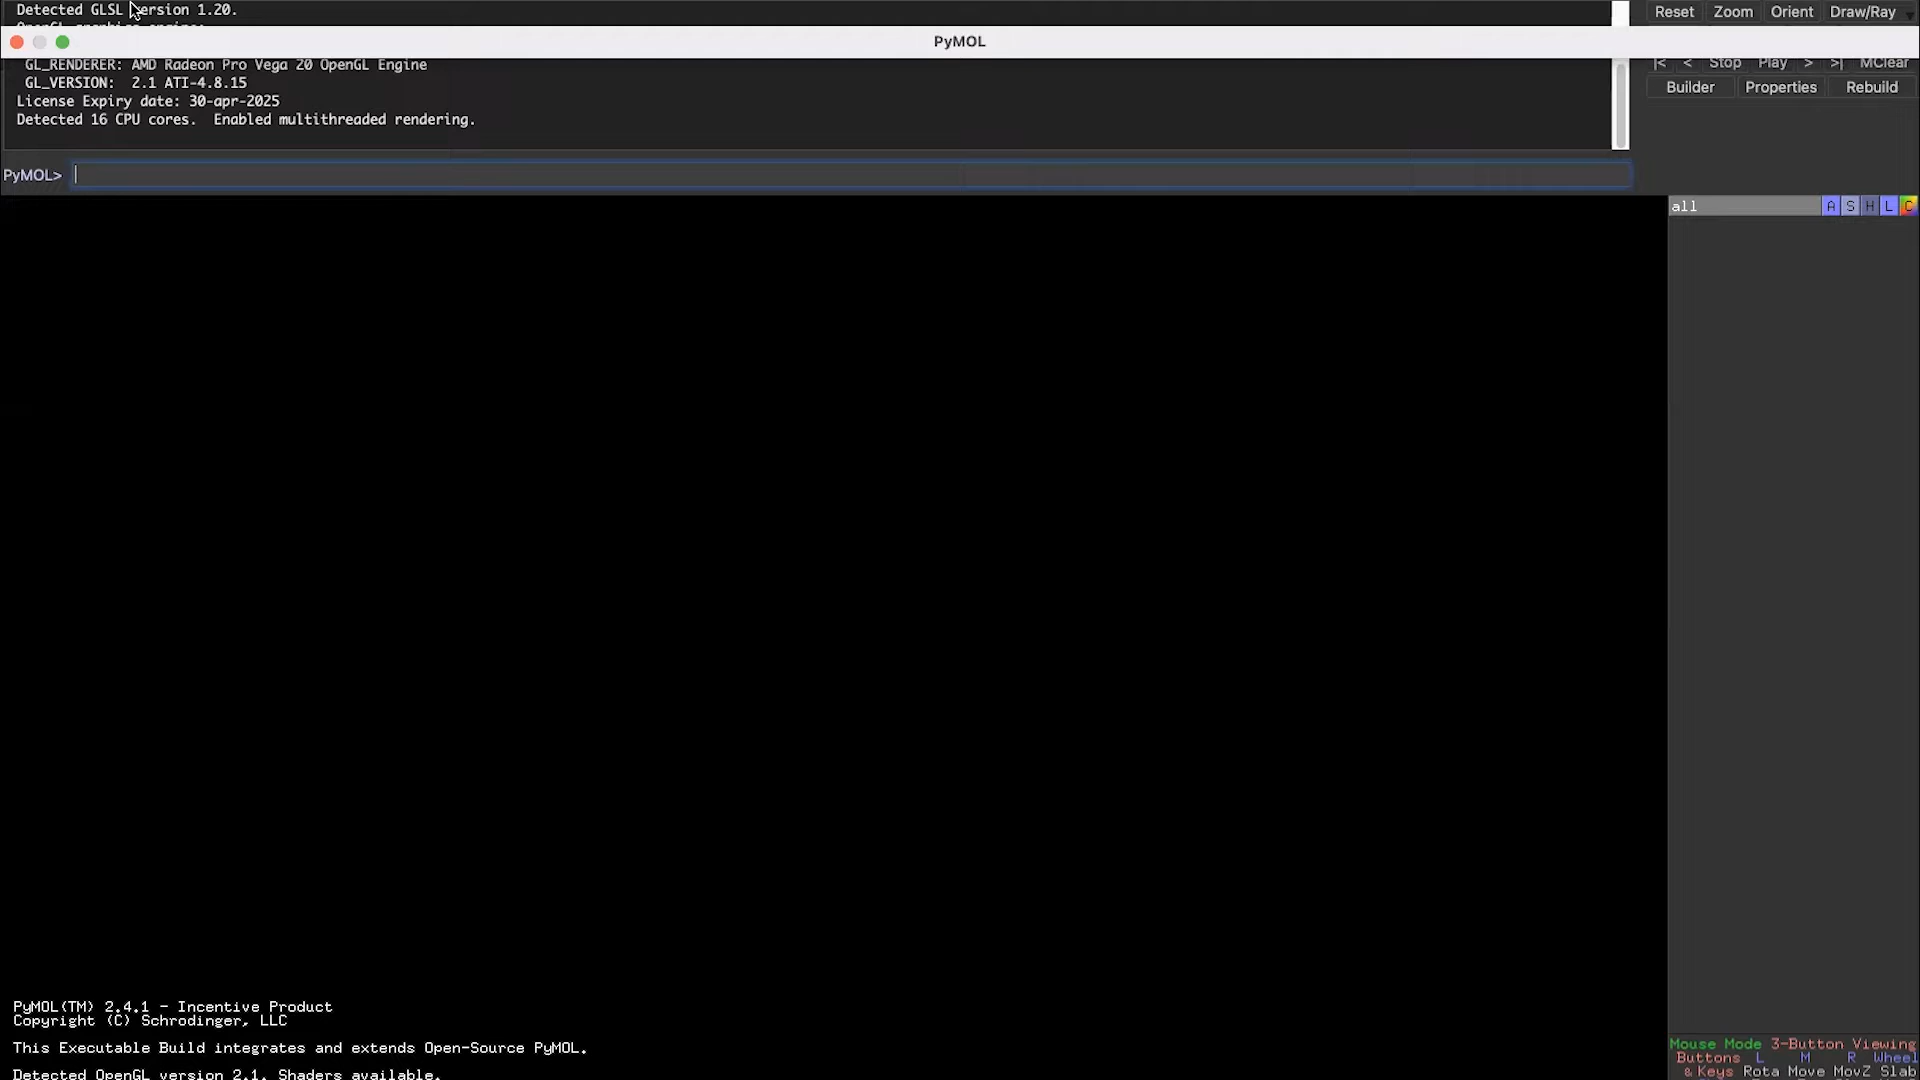 Detected GLSL version 1.20.
Reset Zoom Orient Draw/Ray
OpenGL graphics engine:
PyMOL
GL_RENDERER: AMD Radeon Pro Vega 20 OpenGL Engine
|< < Stop Play > >| MClear
GL_VERSION: 2.1 ATI-4.8.15
Builder Properties Rebuild
License Expiry date: 30-apr-2025
Detected 16 CPU cores. Enabled multithreaded rendering.
PyMOL>
all A S H L C
PyMOL(TM) 2.4.1 - Incentive Product
Copyright (C) Schrodinger, LLC
This Executable Build integrates and extends Open-Source PyMOL.
Detected OpenGL version 2.1. Shaders available.
Mouse Mode 3-Button Viewing
Buttons L M R Wheel
& Keys Rota Move MovZ Slab